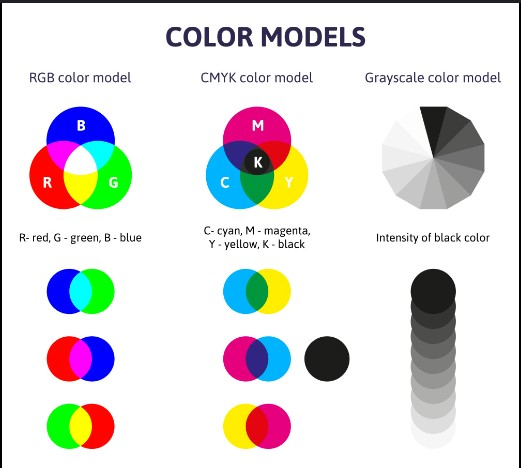 COLOR MODELS
RGB color model
B
R
G
R- red, G - green, B - blue
CMYK color model
M
K
C
Y
C- cyan, M - magenta,
Y - yellow, K - black
Grayscale color model
Intensity of black color